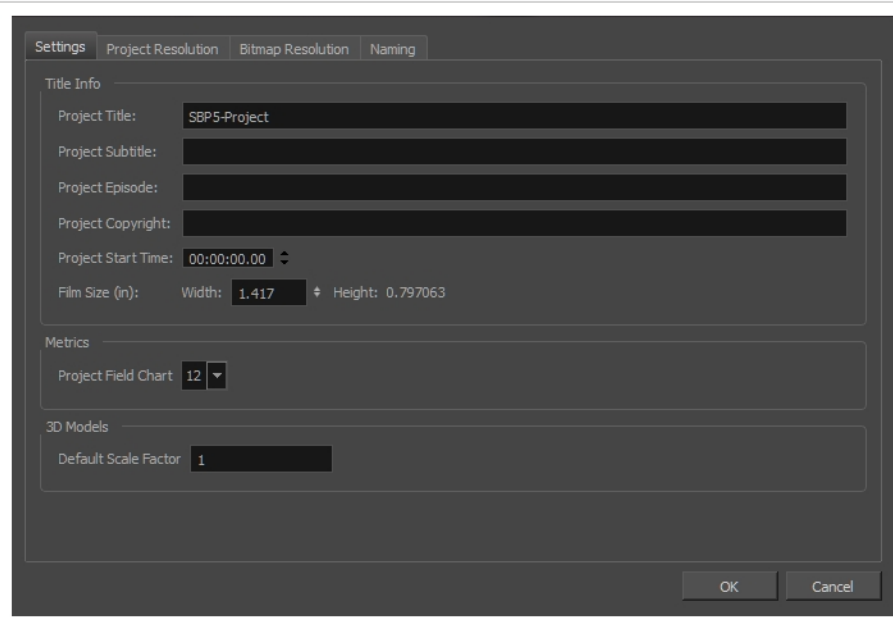 Settings Project Resolution Bitmap Resolution Naming
Title Info
Project Title: SBP5-Project
Project Subtitle:
Project Episode:
Project Copyright:
Project Start Time: 00:00:00.00
Film Size (in): Width: 1.417 Height: 0.797063
Metrics
Project Field Chart 12
3D Models
Default Scale Factor 1
OK Cancel